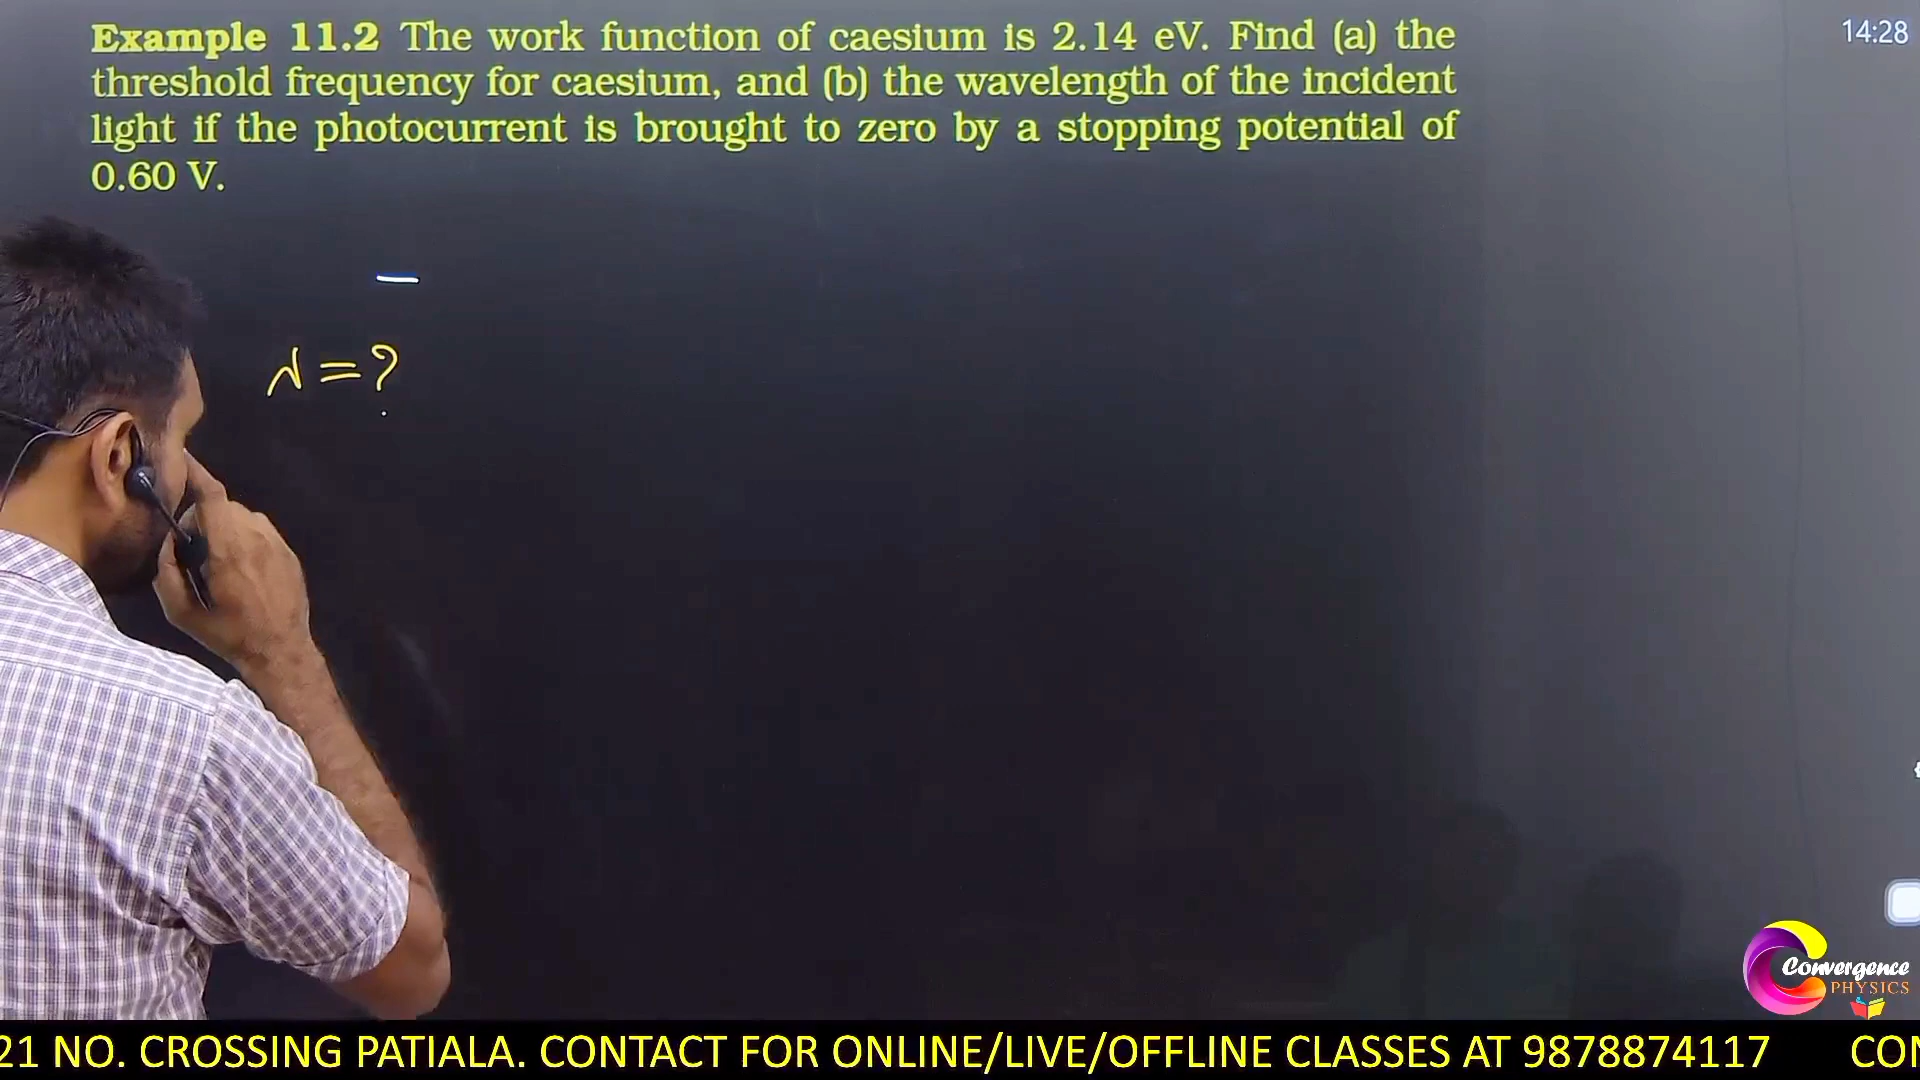 Example 11.2 The work function of caesium is 2.14 eV. Find (a) the
threshold frequency for caesium, and (b) the wavelength of the incident
light if the photocurrent is brought to zero by a stopping potential of
0.60 V.
14:28
λ = ?
Convergence
PHYSICS
21 NO. CROSSING PATIALA. CONTACT FOR ONLINE/LIVE/OFFLINE CLASSES AT 9878874117 CON